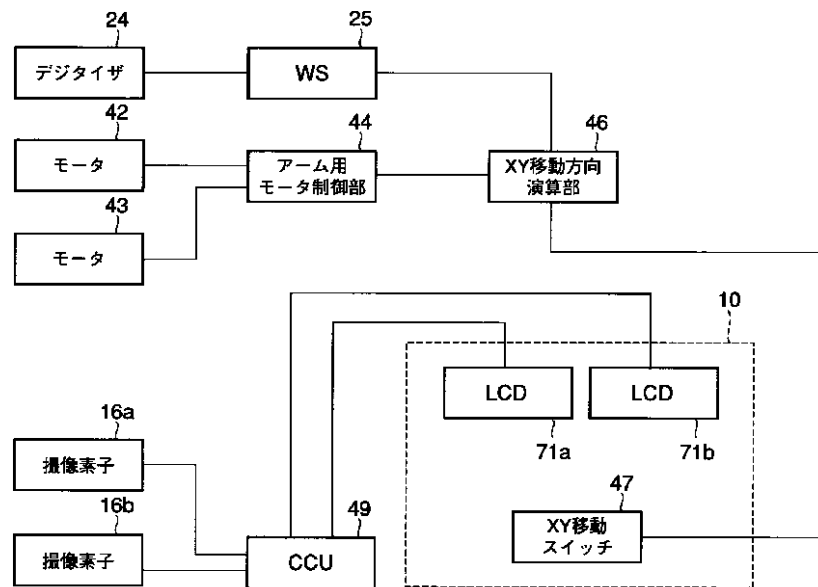 24
デジタイザ
25
WS
42
モータ
44
アーム用
モータ制御部
46
XY移動方向
演算部
43
モータ
10
LCD
71a
LCD
71b
16a
撮像素子
16b
撮像素子
49
CCU
47
XY移動
スイッチ